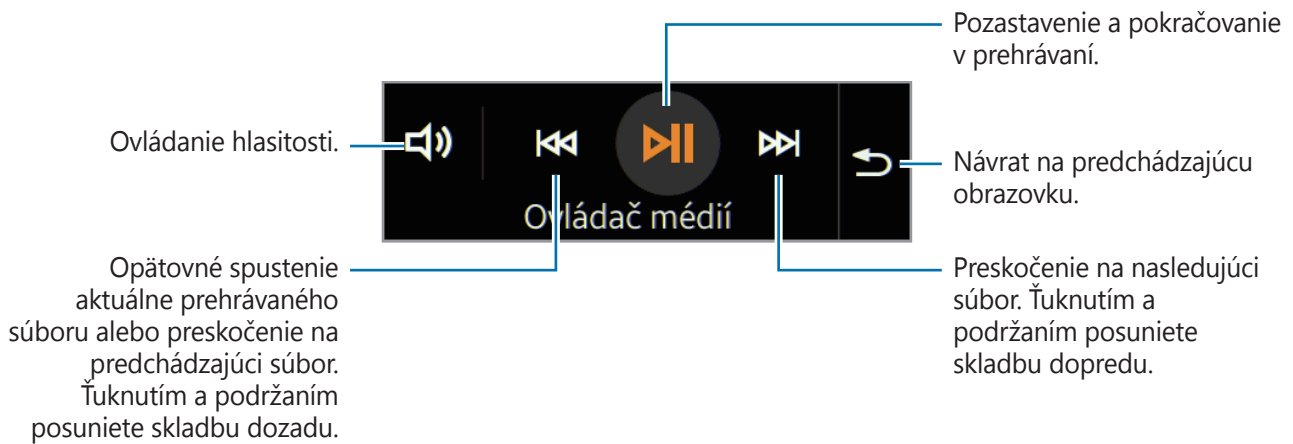 Pozastavenie a pokračovanie
v prehrávaní.
Ovládanie hlasitosti.
Návrat na predchádzajúcu
obrazovku.
Ovládač médií
Opätovné spustenie
aktuálne prehrávaného
súboru alebo preskočenie na
predchádzajúci súbor.
Ťuknutím a podržaním
posuniete skladbu dozadu.
Preskočenie na nasledujúci
súbor. Ťuknutím a
podržaním posuniete
skladbu dopredu.